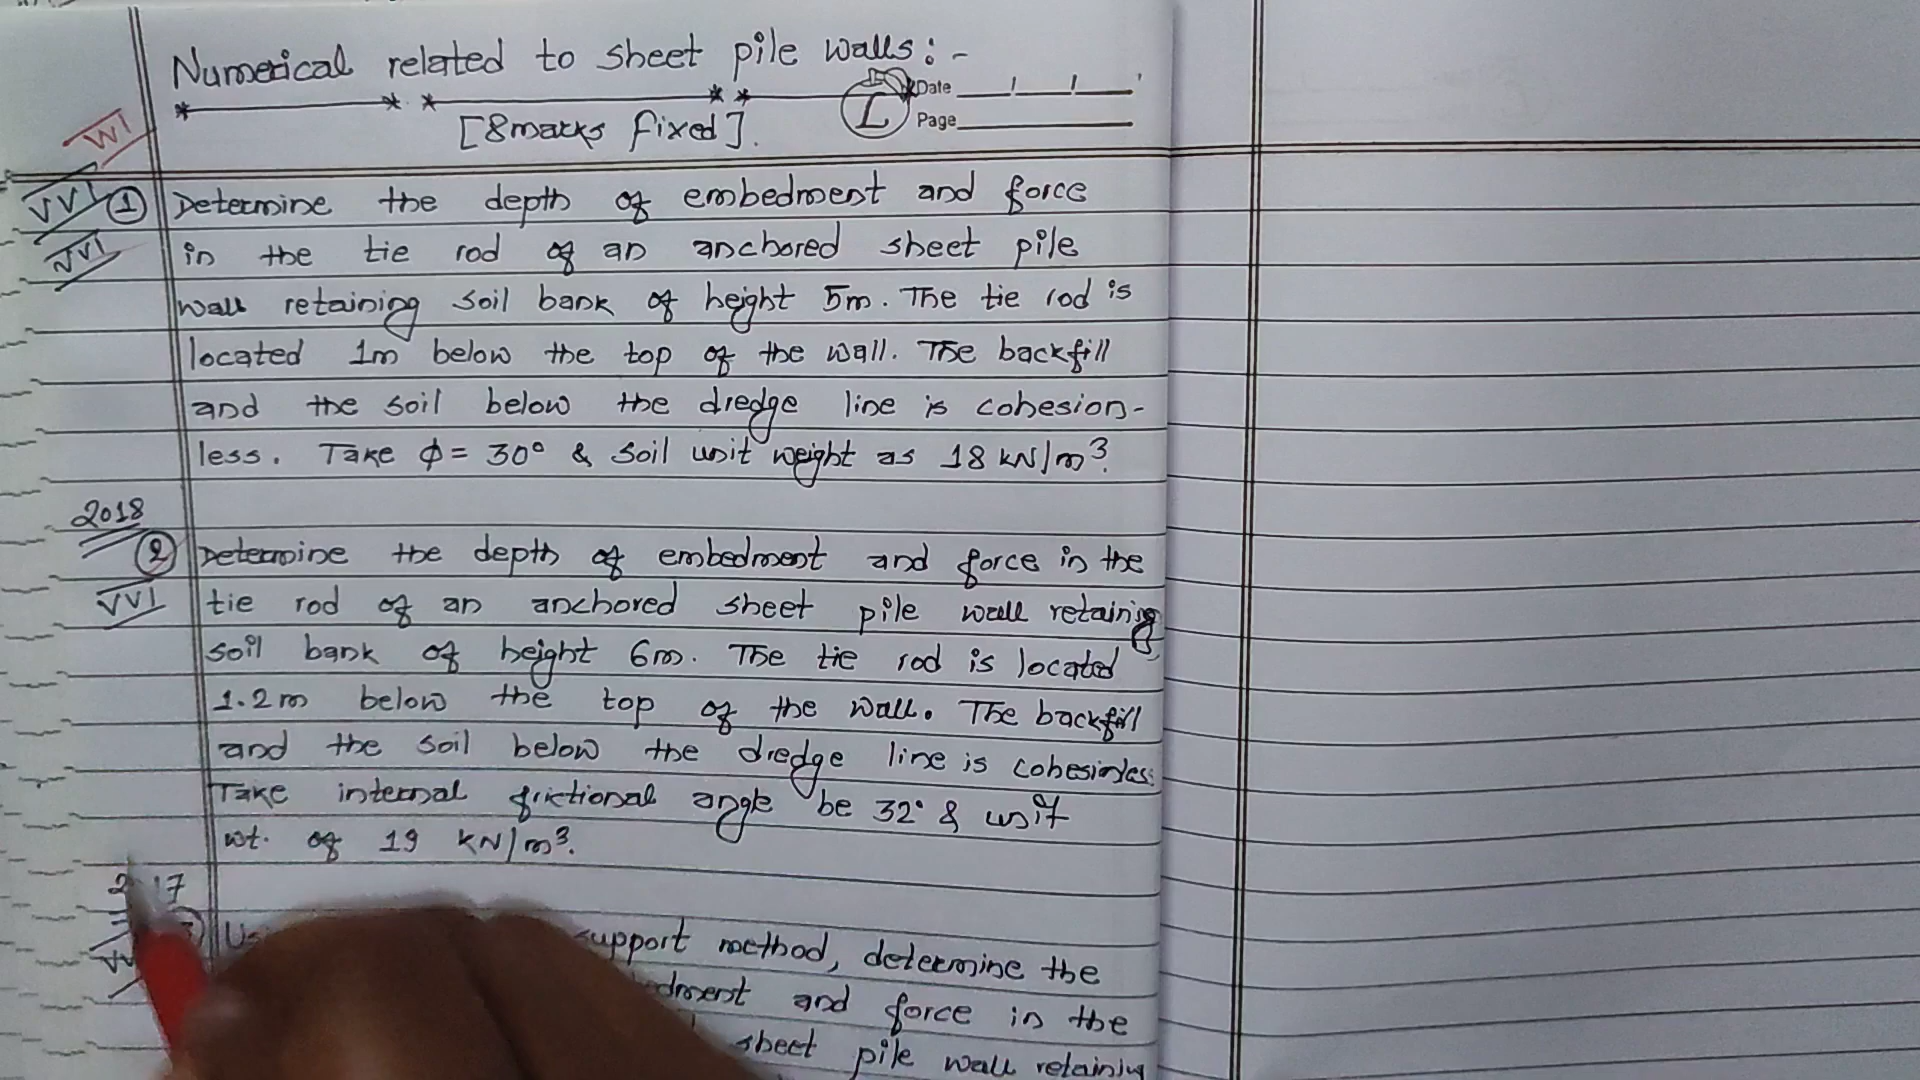 Numerical related to sheet pile walls:-
Date
[8 marks fixed].
L
Page
VVI
VVI ① Determine the depth of embedment and force
VVI in the tie rod of an anchored sheet pile
wall retaining soil bank of height 5m. The tie rod is
located 1m below the top of the wall. The backfill
and the soil below the dredge line is cohesion-
less. Take ϕ = 30° & soil unit weight as 18 kN/m³.
2018
② Determine the depth of embedment and force in the
VVI tie rod of an anchored sheet pile wall retaining
soil bank of height 6m. The tie rod is located
1.2m below the top of the wall. The backfill
and the soil below the dredge line is cohesinless.
Take internal frictional angle be 32° & unit
wt. of 19 kN/m³.
support method, determine the
and force in the
sheet pile wall retaining